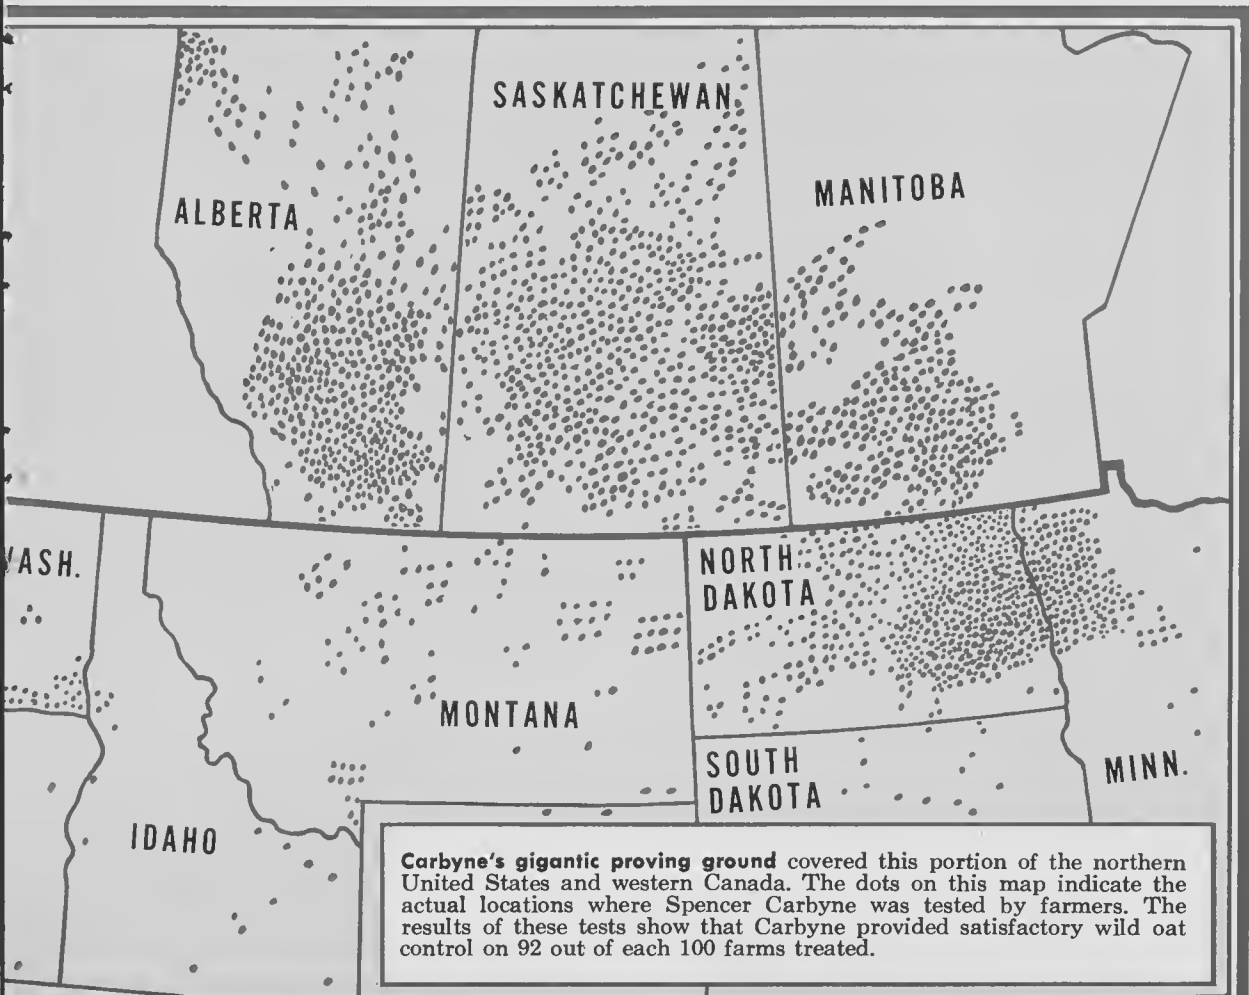 SASKATCHEWAN
MANITOBA
ALBERTA
WASH.
NORTH
DAKOTA
MONTANA
SOUTH
DAKOTA
MINN.
IDAHO
Carbyne's gigantic proving ground covered this portion of the northern
United States and western Canada. The dots on this map indicate the
actual locations where Spencer Carbyne was tested by farmers. The
results of these tests show that Carbyne provided satisfactory wild oat
control on 92 out of each 100 farms treated.